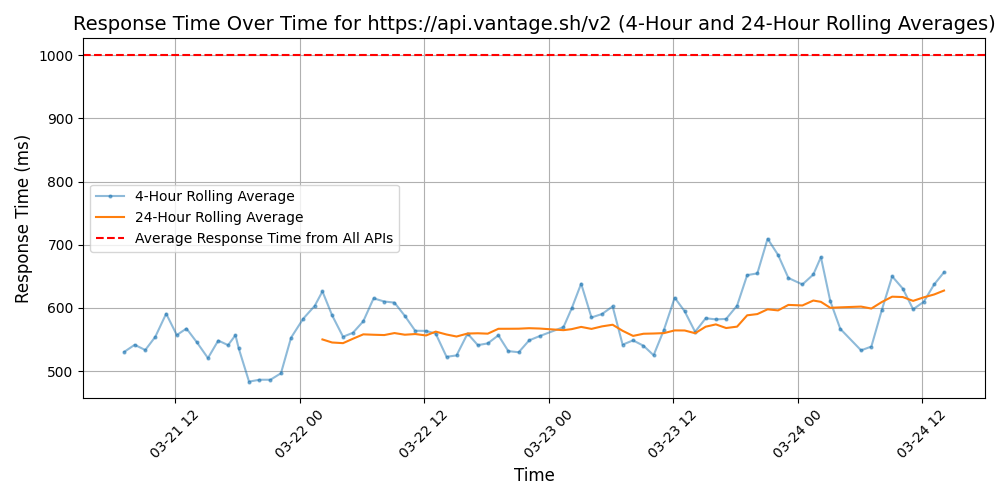 Response Time Over Time for https://api.vantage.sh/v2 (4-Hour and 24-Hour Rolling Averages)
Response Time (ms)
1000
900
800
700
600
500
4-Hour Rolling Average
24-Hour Rolling Average
Average Response Time from All APIs
03-21 12
03-22 00
03-22 12
03-23 00
03-23 12
03-24 00
03-24 12
Time